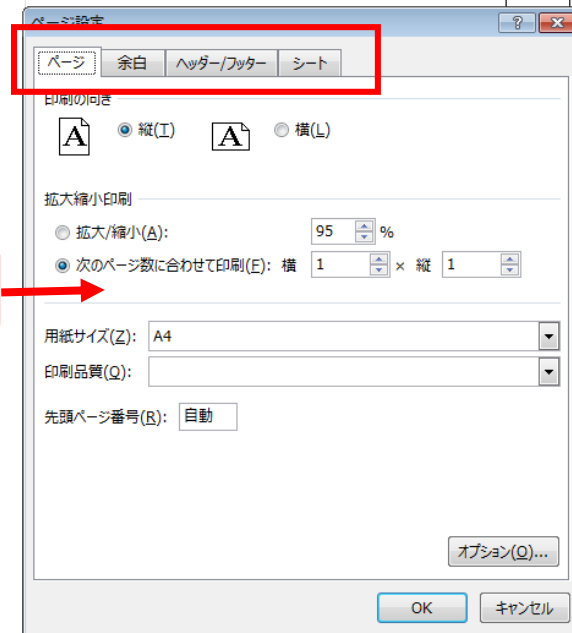 ページ設定
ページ 余白 ヘッダー/フッター シート
印刷の向き
A 縦(T) A 横(L)
拡大縮小印刷
拡大/縮小(A): 95 %
次のページ数に合わせて印刷(F): 横 1 × 縦 1
用紙サイズ(Z): A4
印刷品質(Q):
先頭ページ番号(R): 自動
オプション(O)...
OK キャンセル